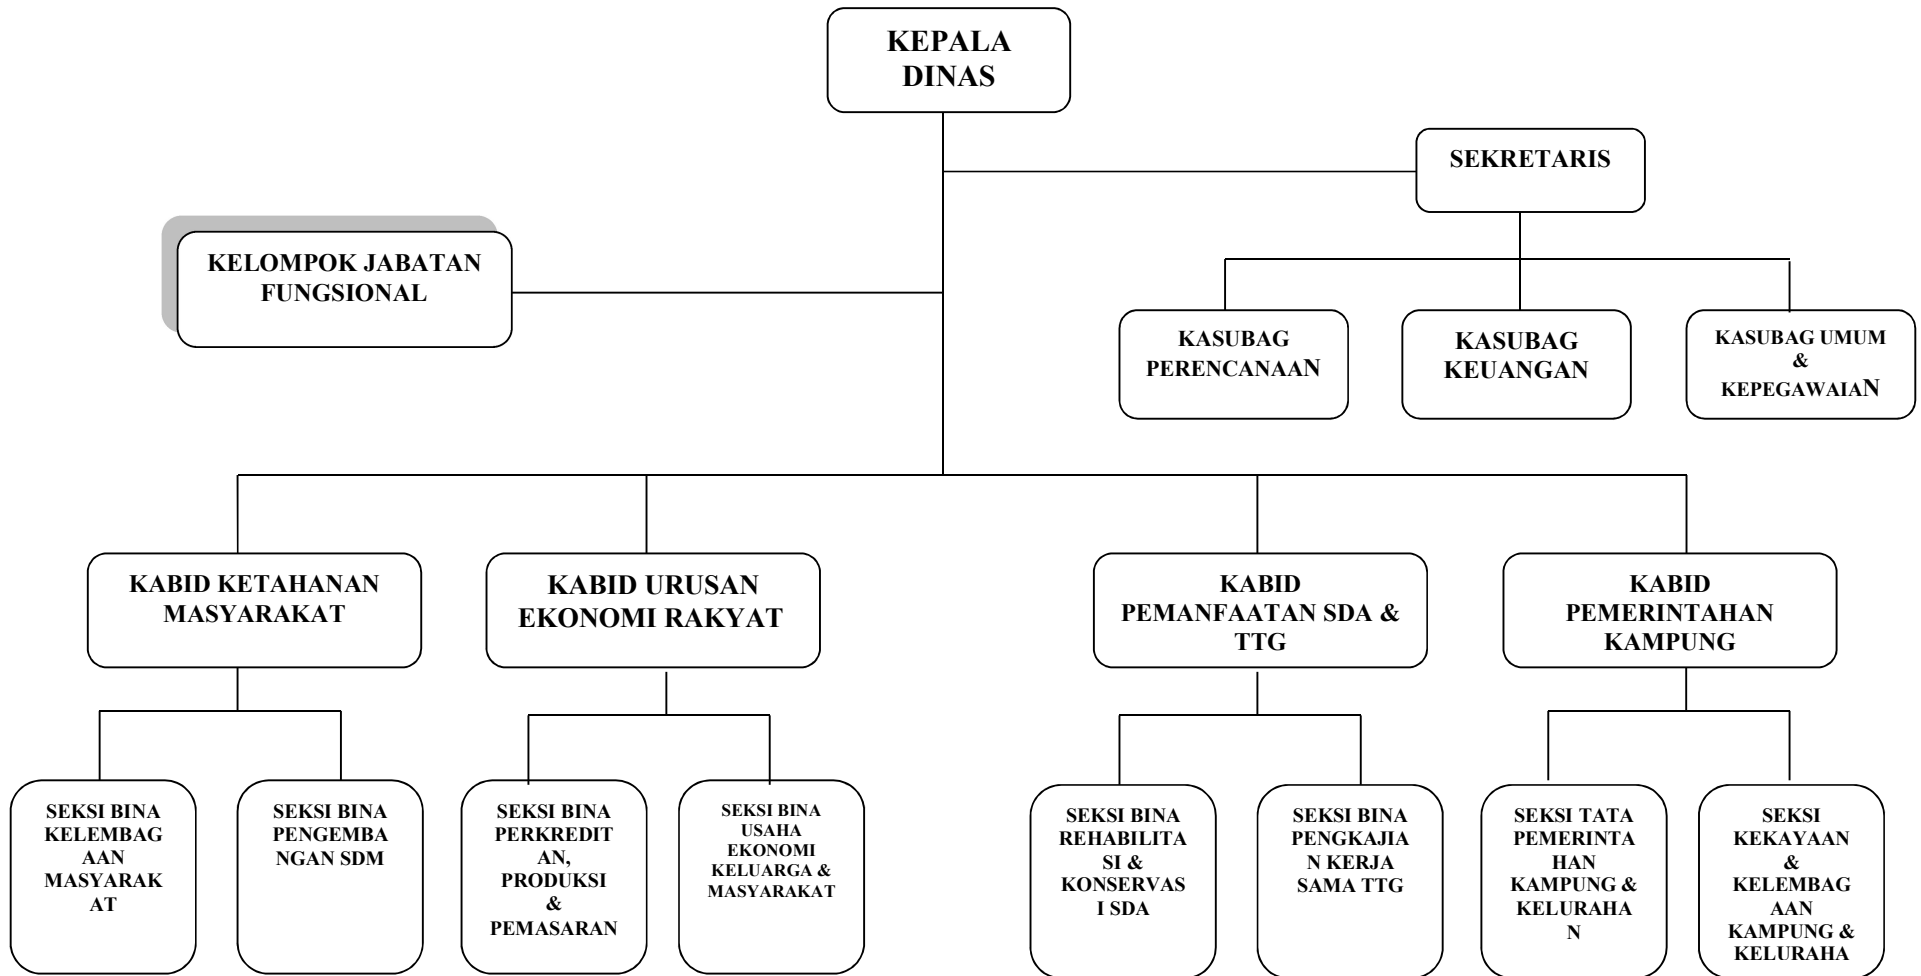 KEPALA
DINAS
SEKRETARIS
KELOMPOK JABATAN
FUNGSIONAL
KASUBAG
PERENCANAAN
KASUBAG
KEUANGAN
KASUBAG UMUM
&
KEPEGAWAIAN
KABID KETAHANAN
MASYARAKAT
KABID URUSAN
EKONOMI RAKYAT
KABID
PEMANFAATAN SDA &
TTG
KABID
PEMERINTAHAN
KAMPUNG
SEKSI BINA
KELEMBAG
AAN
MASYARAK
AT
SEKSI BINA
PENGEMBA
NGAN SDM
SEKSI BINA
PERKREDIT
AN,
PRODUKSI
&
PEMASARAN
SEKSI BINA
USAHA
EKONOMI
KELUARGA &
MASYARAKAT
SEKSI BINA
REHABILITA
SI &
KONSERVAS
I SDA
SEKSI BINA
PENGKAJIA
N KERJA
SAMA TTG
SEKSI TATA
PEMERINTA
HAN
KAMPUNG &
KELURAHA
N
SEKSI
KEKAYAAN
&
KELEMBAG
AAN
KAMPUNG &
KELURAHA